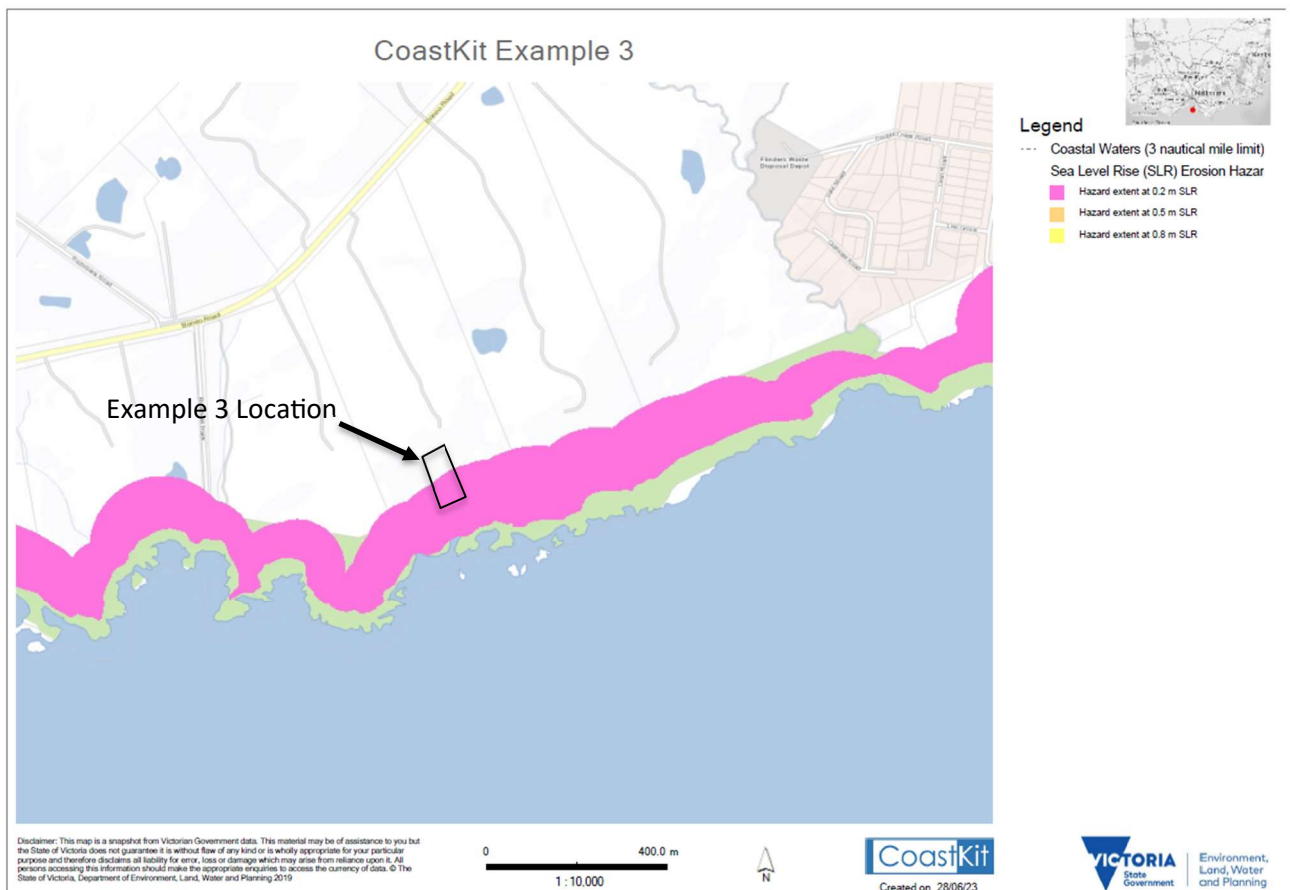 CoastKit Example 3
Legend
Coastal Waters (3 nautical mile limit)
Sea Level Rise (SLR) Erosion Hazar
Hazard extent at 0.2 m SLR
Hazard extent at 0.5 m SLR
Hazard extent at 0.8 m SLR
Boneo Road
Flinders Waste
Disposal Depot
Boneo Road
Example 3 Location
Disclaimer: This map is a snapshot from Victorian Government data. This material may be of assistance to you but
the State of Victoria does not guarantee it is without flaw of any kind or is wholly appropriate for your particular
purpose and therefore disclaims all liability for error, loss or damage which may arise from reliance upon it. All
persons accessing this information should make the appropriate enquiries to access the currency of data. © The
State of Victoria, Department of Environment, Land, Water and Planning 2019
0
400.0 m
1 : 10,000
N
CoastKit
Created on 28/06/23
VICTORIA
State
Government
Environment,
Land, Water
and Planning